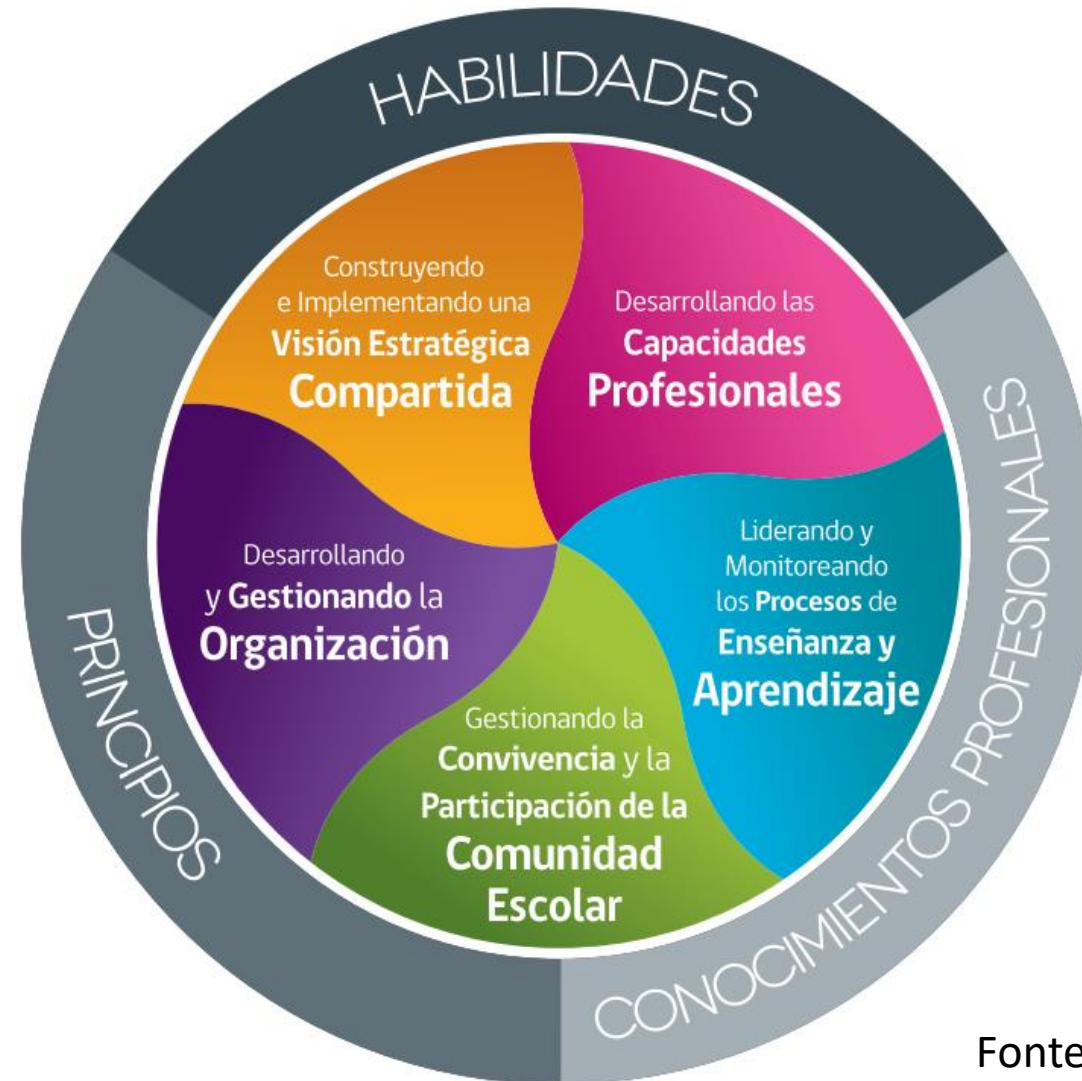 HABILIDADES
Construyendo
e Implementando una
Visión Estratégica
Compartida
Desarrollando las
Capacidades
Profesionales
Liderando y
Monitoreando
los Procesos de
Enseñanza y
Aprendizaje
Gestionando la
Convivencia y la
Participación de la
Comunidad
Escolar
Desarrollando
y Gestionando la
Organización
PRINCIPIOS
CONOCIMIENTOS PROFESIONALES
Fonte